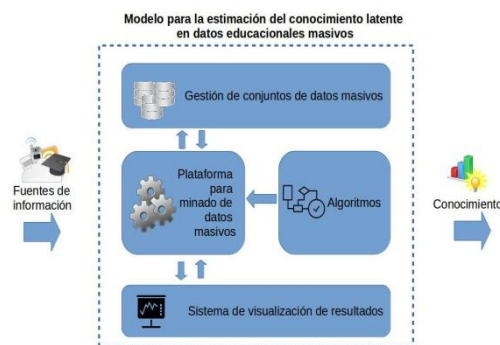 Modelo para la estimación del conocimiento latente
en datos educacionales masivos
Gestión de conjuntos de datos masivos
Fuentes de
información
Plataforma
para
minado de
datos
masivos
Algoritmos
Conocimiento
Sistema de visualización de resultados